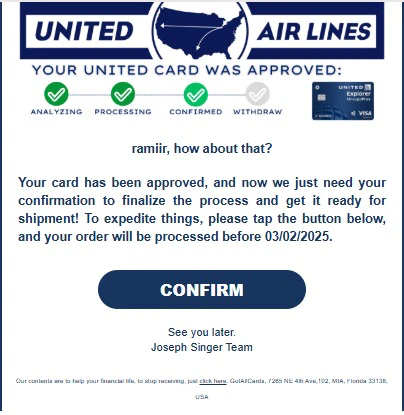 UNITED AIR LINES
YOUR UNITED CARD WAS APPROVED:
ANALYZING PROCESSING CONFIRMED WITHDRAW
UNITED
Explorer
MileagePlus
VISA
ramiir, how about that?
Your card has been approved, and now we just need your
confirmation to finalize the process and get it ready for
shipment! To expedite things, please tap the button below,
and your order will be processed before 03/02/2025.
CONFIRM
See you later.
Joseph Singer Team
Our contents are to help your financial life, to stop receiving, just click here. GotAllCards, 7265 NE 4th Ave,102, MIA, Florida 33138,
USA